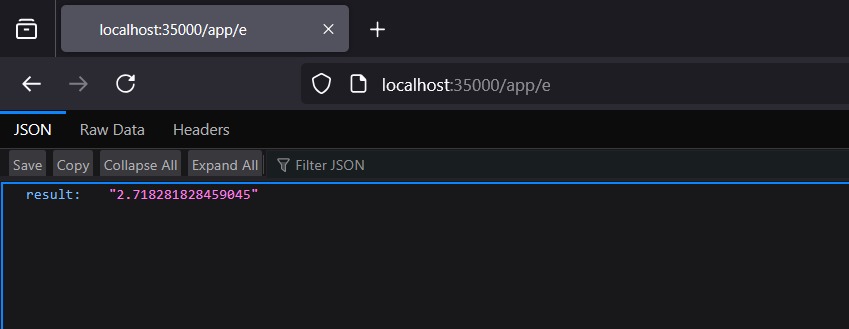 localhost:35000/app/e
localhost:35000/app/e
JSON Raw Data Headers
Save Copy Collapse All Expand All Filter JSON
result: "2.718281828459045"